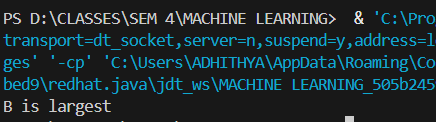 PS D:\CLASSES\SEM 4\MACHINE LEARNING>  & 'C:\Pro
transport=dt_socket,server=n,suspend=y,address=l
ges' '-cp' 'C:\Users\ADHITHYA\AppData\Roaming\Co
bed9\redhat.java\jdt_ws\MACHINE LEARNING_505b245
B is largest